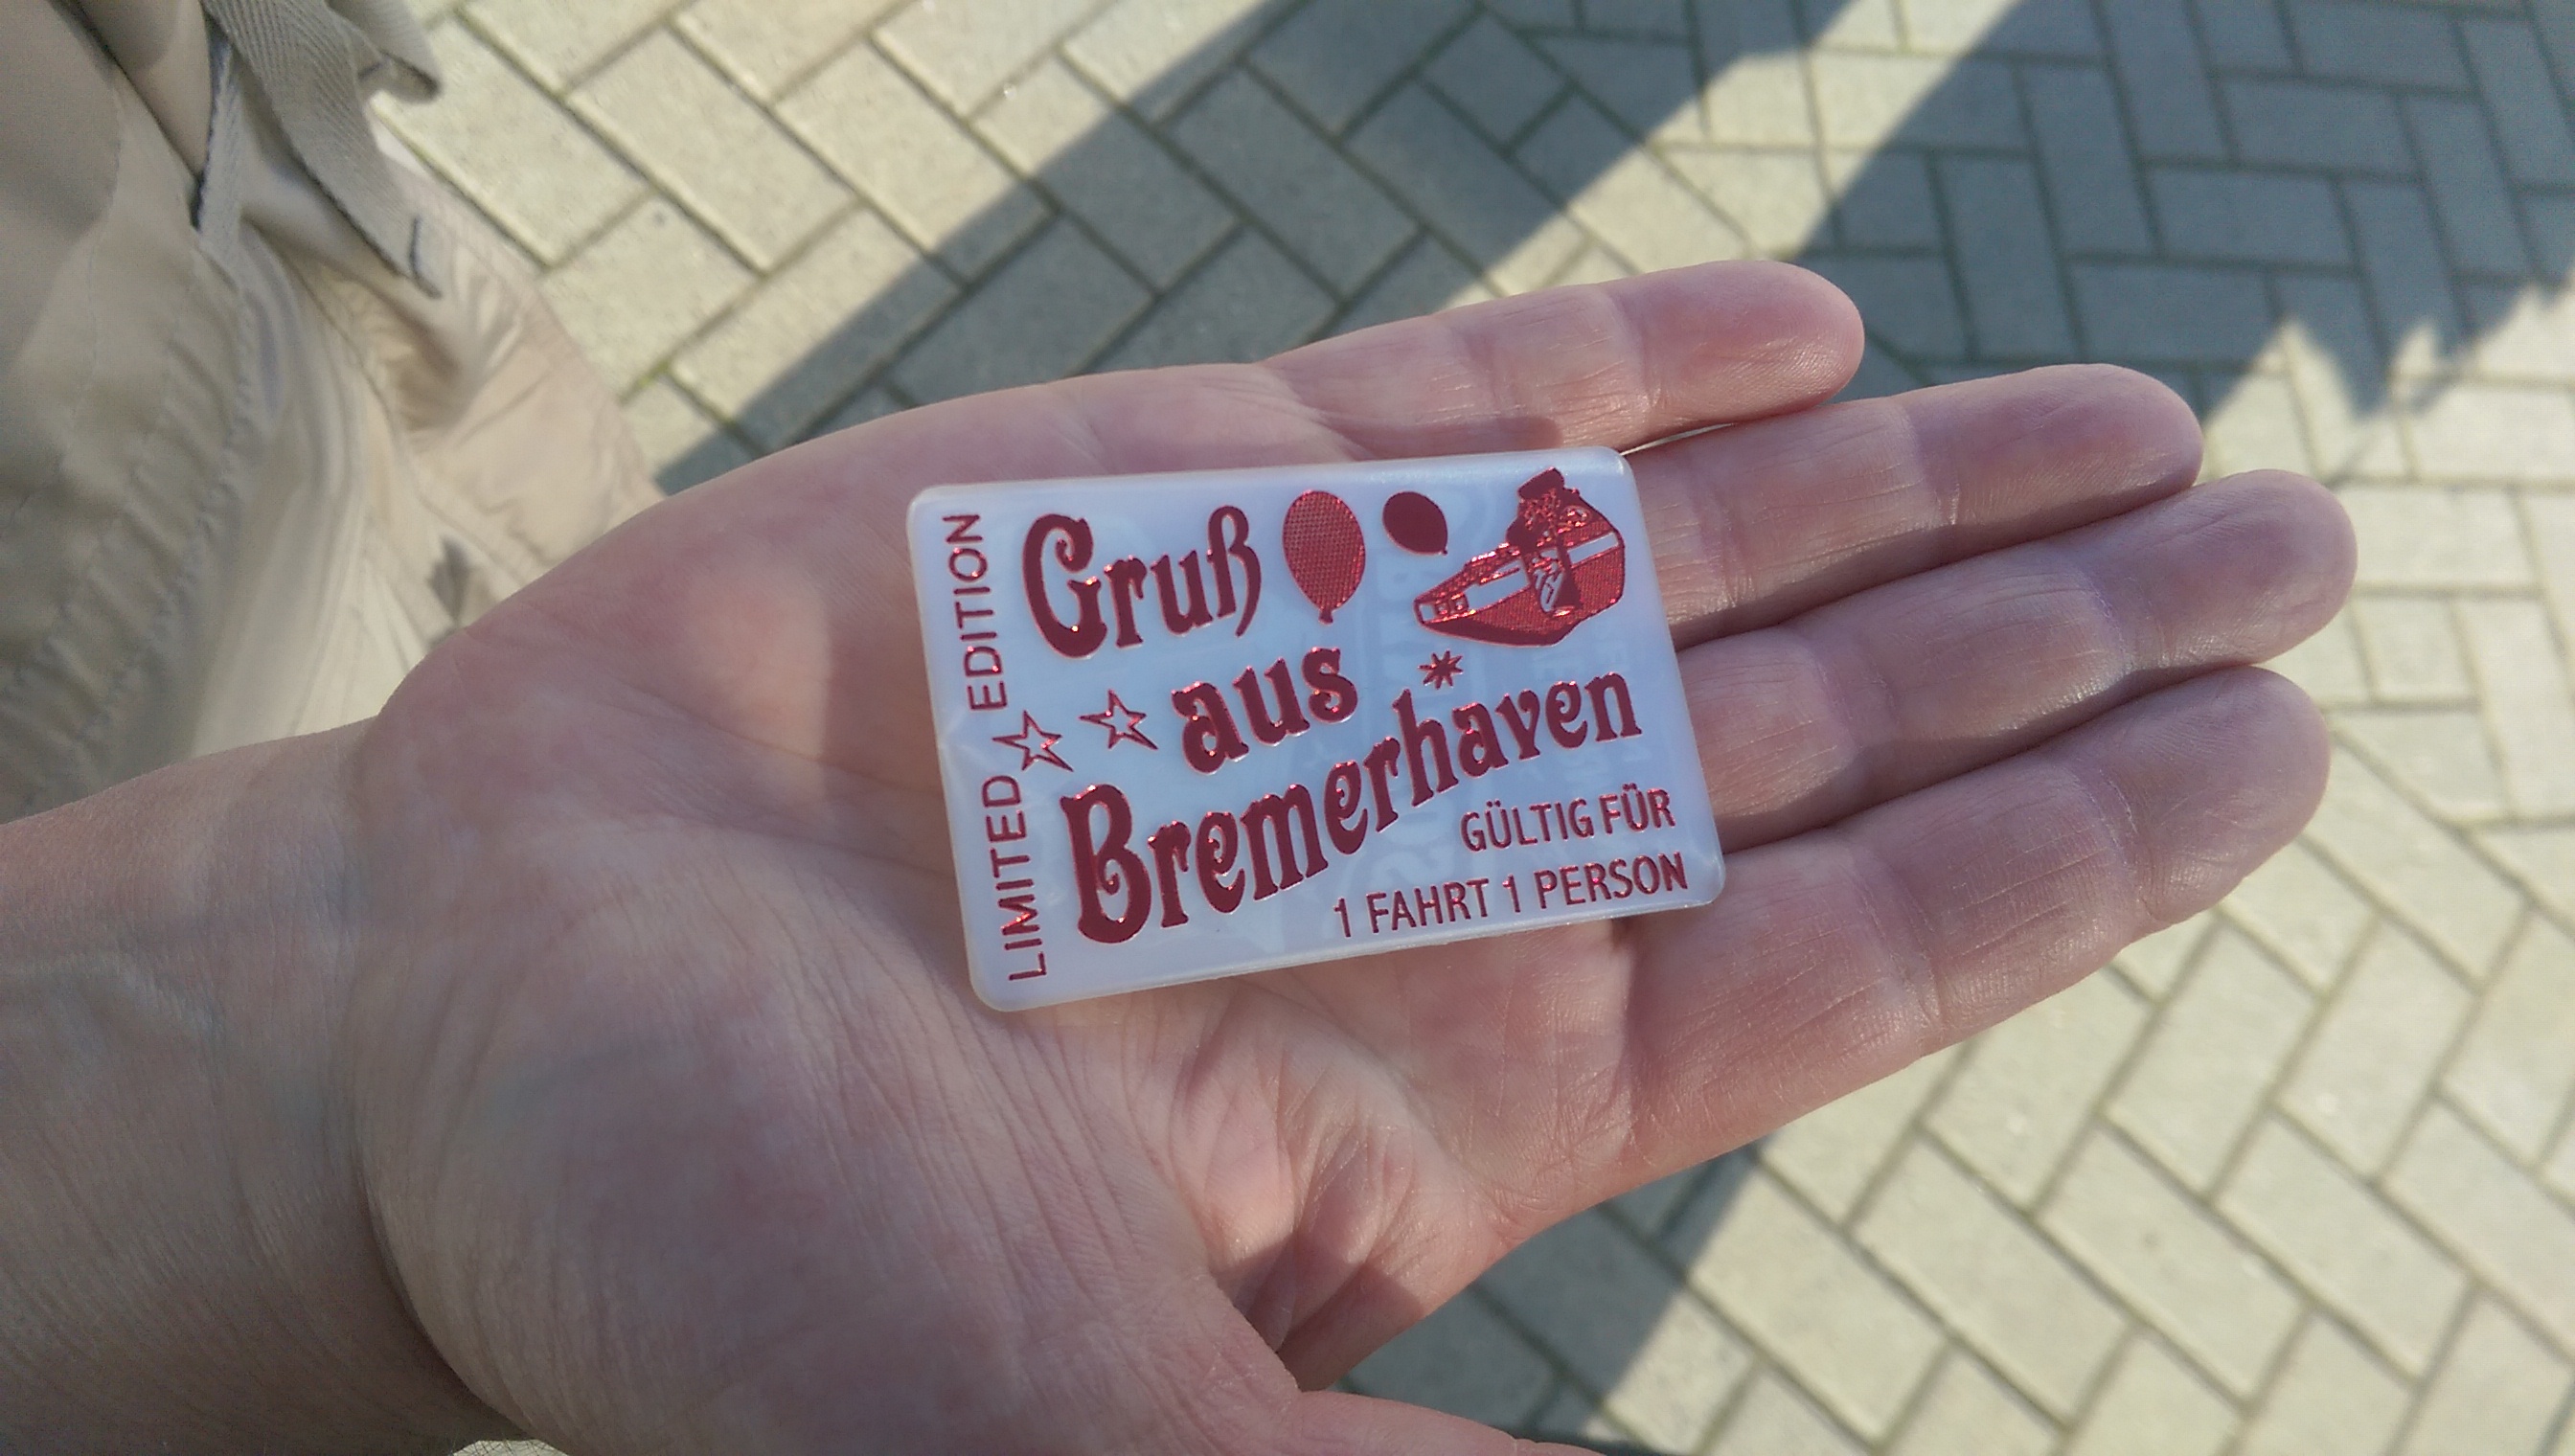 LIMITED EDITION
Gruß
aus
Bremerhaven
GÜLTIG FÜR
1 FAHRT 1 PERSON